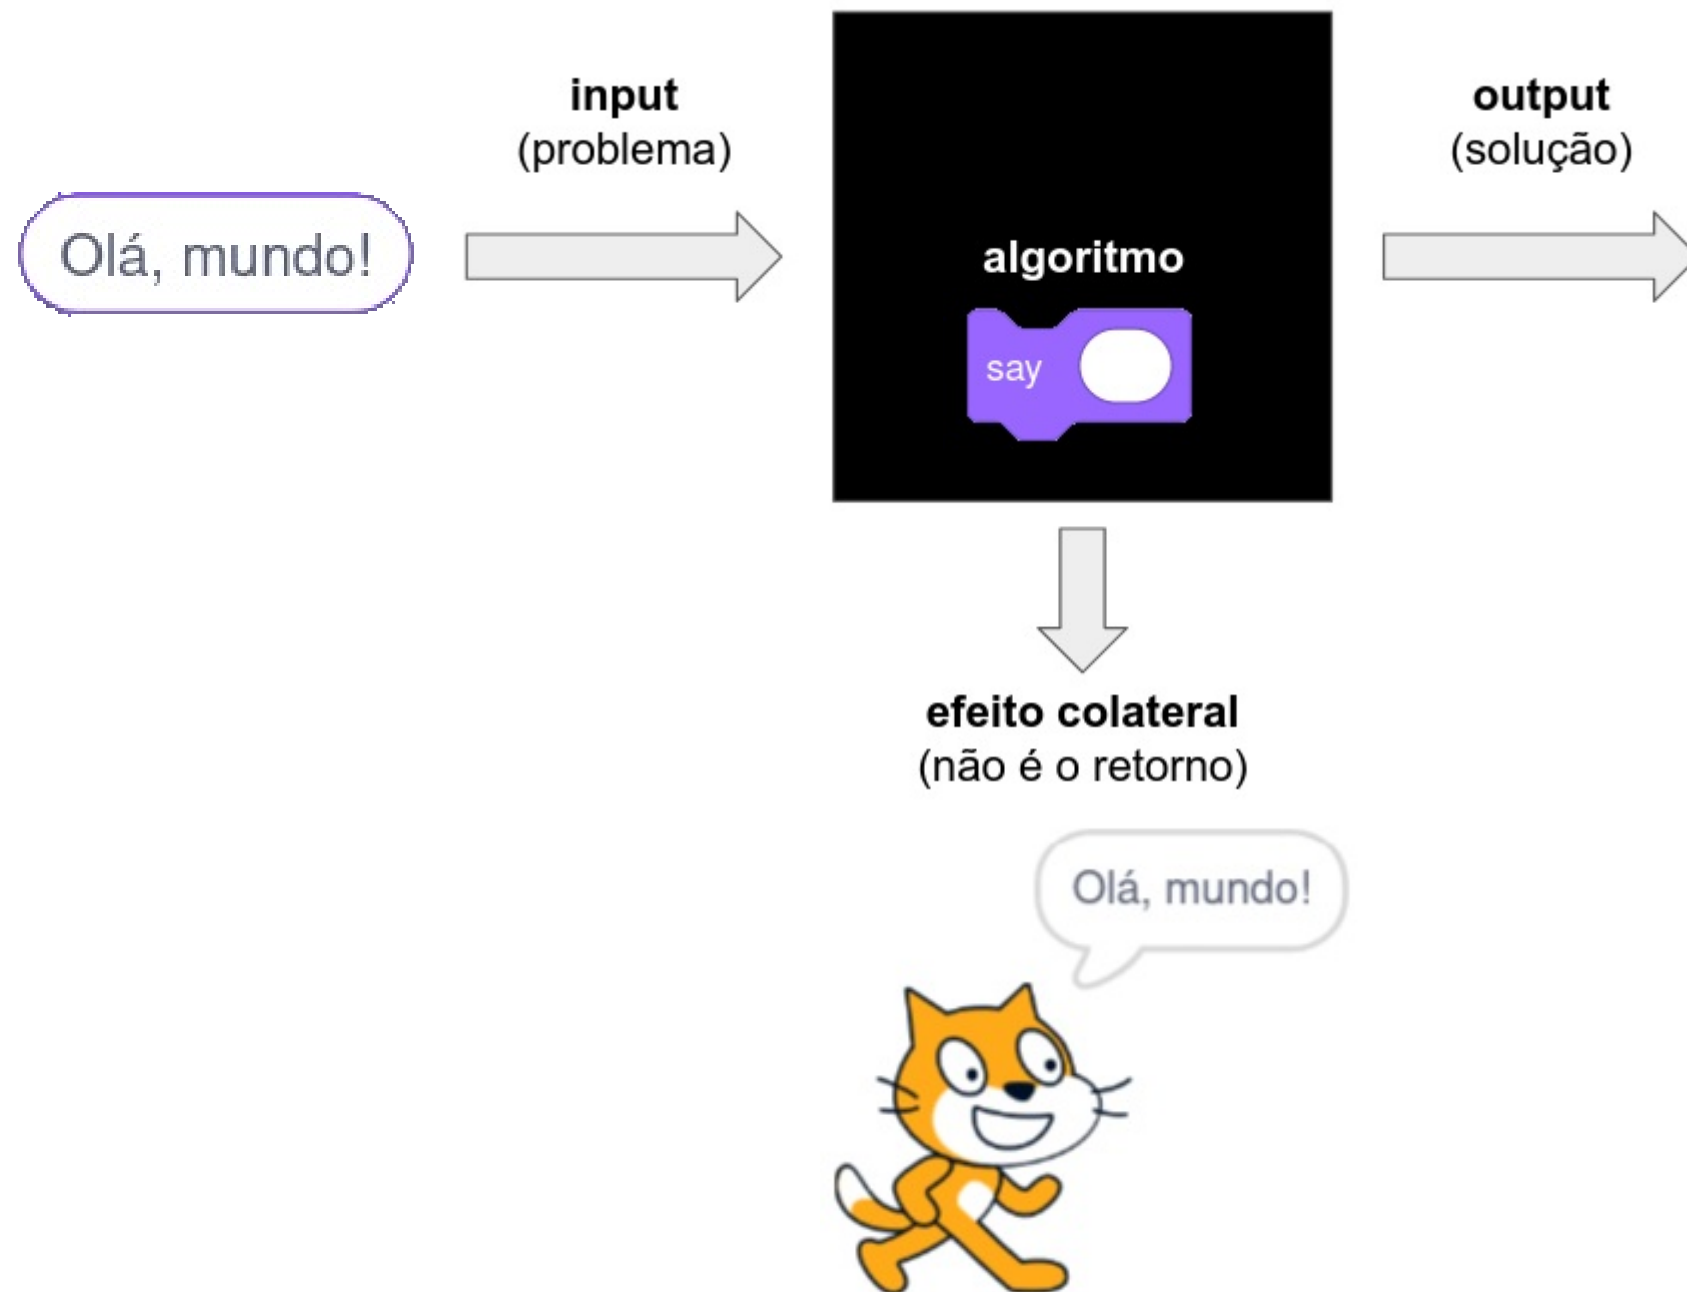 input
(problema)
output
(solução)
Olá, mundo!
algoritmo
say
efeito colateral
(não é o retorno)
Olá, mundo!